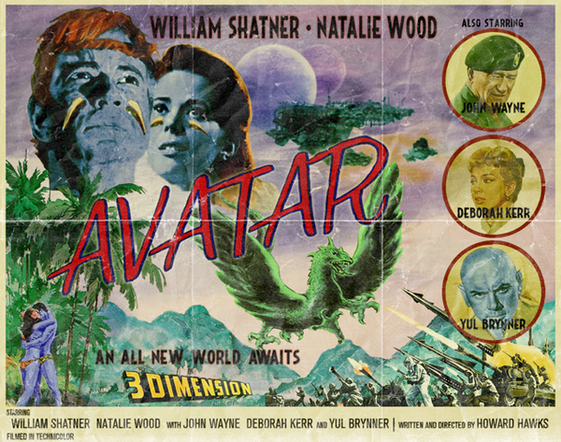 WILLIAM SHATNER • NATALIE WOOD
ALSO STARRING
JOHN WAYNE
DEBORAH KERR
YUL BRYNNER
AVATAR
AN ALL NEW WORLD AWAITS
3 DIMENSION
STARRING
WILLIAM SHATNER NATALIE WOOD WITH JOHN WAYNE DEBORAH KERR AND YUL BRYNNER | WRITTEN AND DIRECTED BY HOWARD HAWKS
FILMED IN TECHNICOLOR